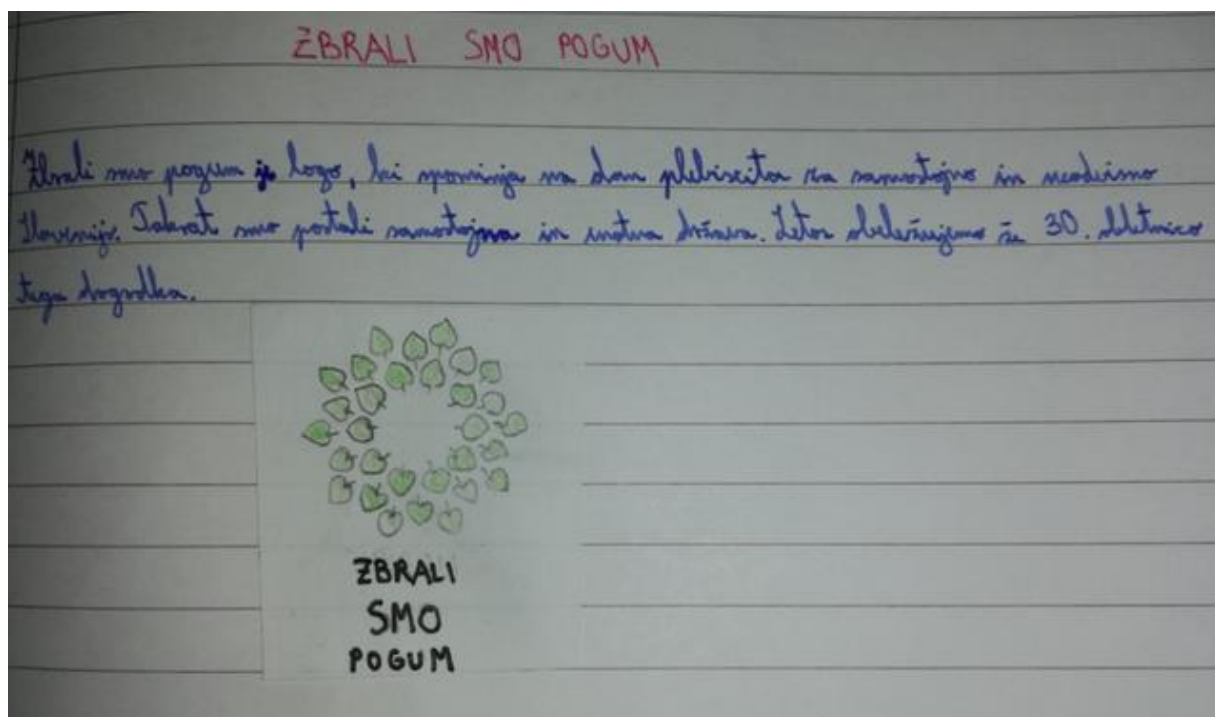 ZBRALI SMO POGUM
Zbrali smo pogum je logo, ki spominja na dan plebiscita za samostojno in neodvisno
Slovenijo. Takrat smo postali samostojna in enotna država. Letos obeležujemo že 30. obletnico
tega dogodka.
ZBRALI
SMO
POGUM